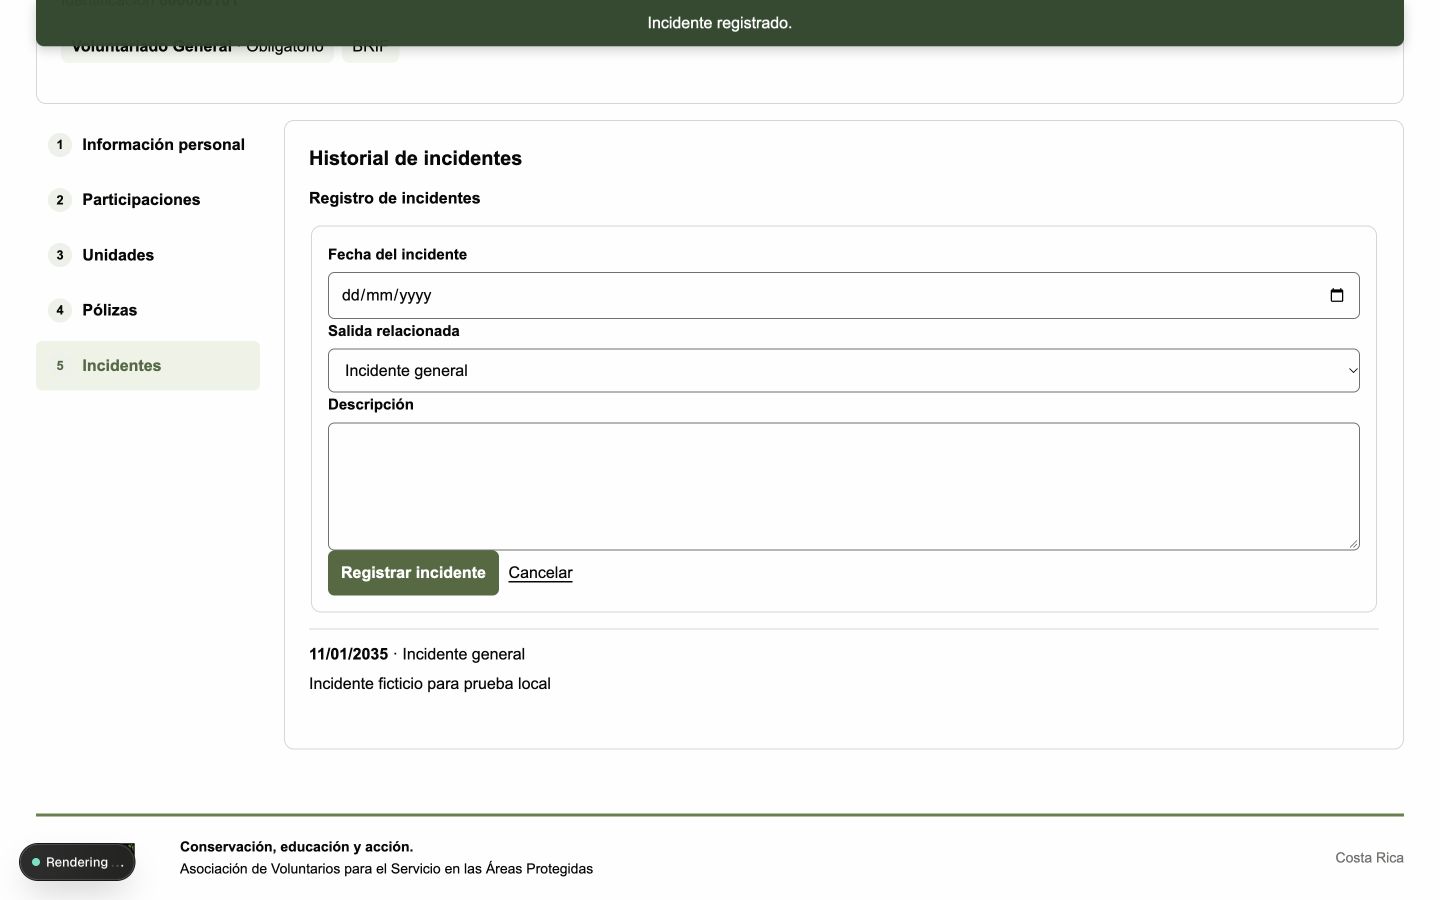 Incidente registrado.
Voluntariado General · Obligatorio BRIF
1 Información personal
2 Participaciones
3 Unidades
4 Pólizas
5 Incidentes
Historial de incidentes
Registro de incidentes
Fecha del incidente
dd/mm/yyyy
Salida relacionada
Incidente general
Descripción
Registrar incidente Cancelar
11/01/2035 · Incidente general
Incidente ficticio para prueba local
Rendering ...
Conservación, educación y acción.
Asociación de Voluntarios para el Servicio en las Áreas Protegidas
Costa Rica